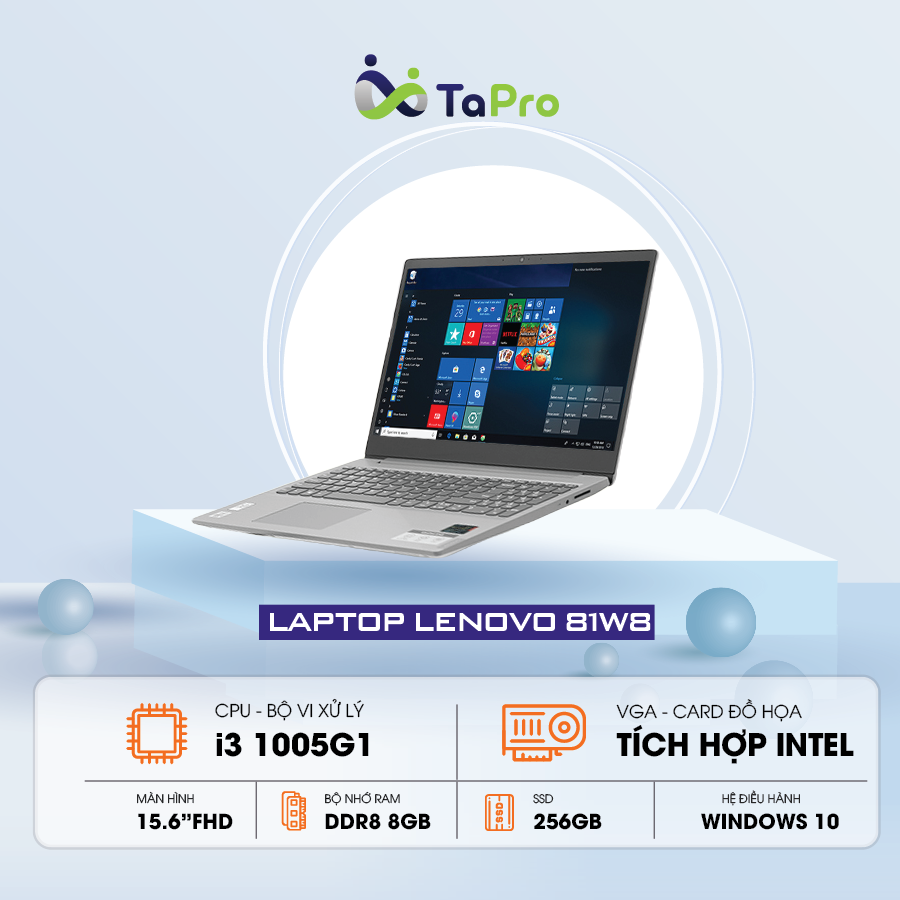 TaPro
LAPTOP LENOVO 81W8
CPU - BỘ VI XỬ LÝ
i3 1005G1
VGA - CARD ĐỒ HỌA
TÍCH HỢP INTEL
MÀN HÌNH
15.6”FHD
BỘ NHỚ RAM
DDR8 8GB
SSD
SSD
256GB
HỆ ĐIỀU HÀNH
WINDOWS 10